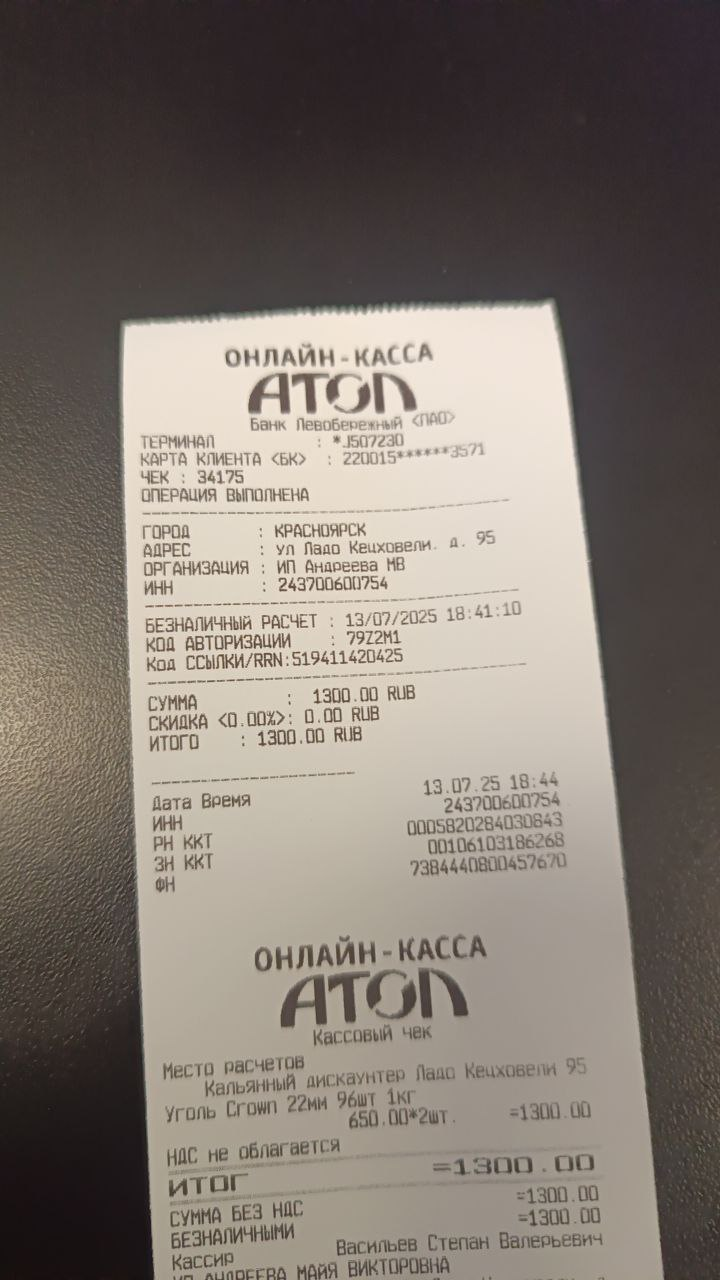 ОНЛАЙН-КАССА
АТОЛ
Банк Левобережный <ПАО>
ТЕРМИНАЛ : *J507230
КАРТА КЛИЕНТА <БК> : 220015******3571
ЧЕК : 34175
ОПЕРАЦИЯ ВЫПОЛНЕНА
ГОРОД : КРАСНОЯРСК
АДРЕС : ул Ладо Кецховели. д. 95
ОРГАНИЗАЦИЯ : ИП Андреева МВ
ИНН : 243700600754
БЕЗНАЛИЧНЫЙ РАСЧЕТ : 13/07/2025 18:41:10
КОД АВТОРИЗАЦИИ : 79Z2M1
Код ССЫЛКИ/RRN:519411420425
СУММА : 1300.00 RUB
СКИДКА <0.00%>: 0.00 RUB
ИТОГО : 1300.00 RUB
Дата Время 13.07.25 18:44
ИНН 243700600754
РН ККТ 0005820284030843
ЗН ККТ 00106103186268
ФН 7384440800457670
ОНЛАЙН-КАССА
АТОЛ
Кассовый чек
Место расчетов
Кальянный дискаунтер Ладо Кецховели 95
Уголь Crown 22мм 96шт 1кг
650.00*2шт. =1300.00
НДС не облагается
ИТОГ =1300.00
СУММА БЕЗ НДС =1300.00
БЕЗНАЛИЧНЫМИ =1300.00
Кассир Васильев Степан Валерьевич
ИП АНДРЕЕВА МАЙЯ ВИКТОРОВНА